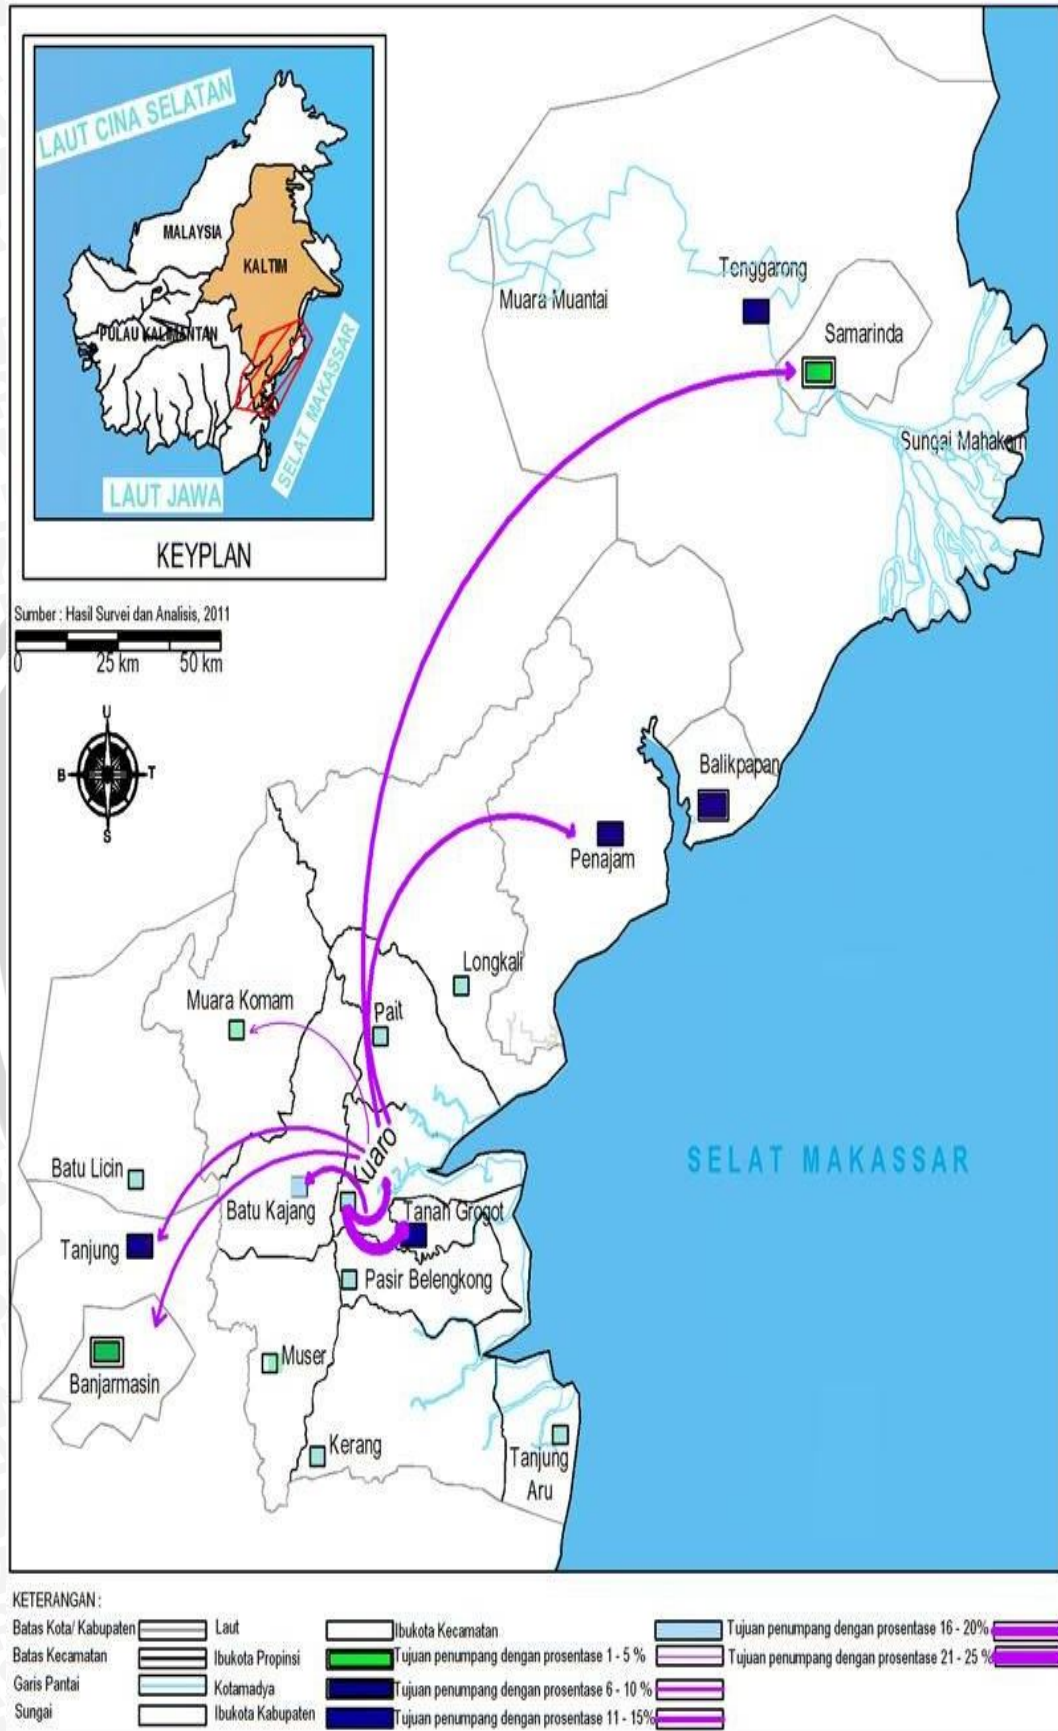 LAUT CINA SELATAN
MALAYSIA
KALTIM
PULAU KALIMANTAN
SELAT MAKASSAR
LAUT JAWA
KEYPLAN
Sumber : Hasil Survei dan Analisis, 2011
0 25 km 50 km
U
B T
S
Muara Muantai
Tenggarong
Samarinda
Sungai Mahakam
Balikpapan
Penajam
Longkali
Muara Komam
Pait
Kuaro
Batu Licin
Batu Kajang
Tanah Grogot
Tanjung
Pasir Belengkong
Banjarmasin
Muser
Kerang
Tanjung
Aru
SELAT MAKASSAR
KETERANGAN :
Batas Kota/ Kabupaten
Batas Kecamatan
Garis Pantai
Sungai
Laut
Ibukota Propinsi
Kotamadya
Ibukota Kabupaten
Ibukota Kecamatan
Tujuan penumpang dengan prosentase 1 - 5 %
Tujuan penumpang dengan prosentase 6 - 10 %
Tujuan penumpang dengan prosentase 11 - 15%
Tujuan penumpang dengan prosentase 16 - 20%
Tujuan penumpang dengan prosentase 21 - 25 %